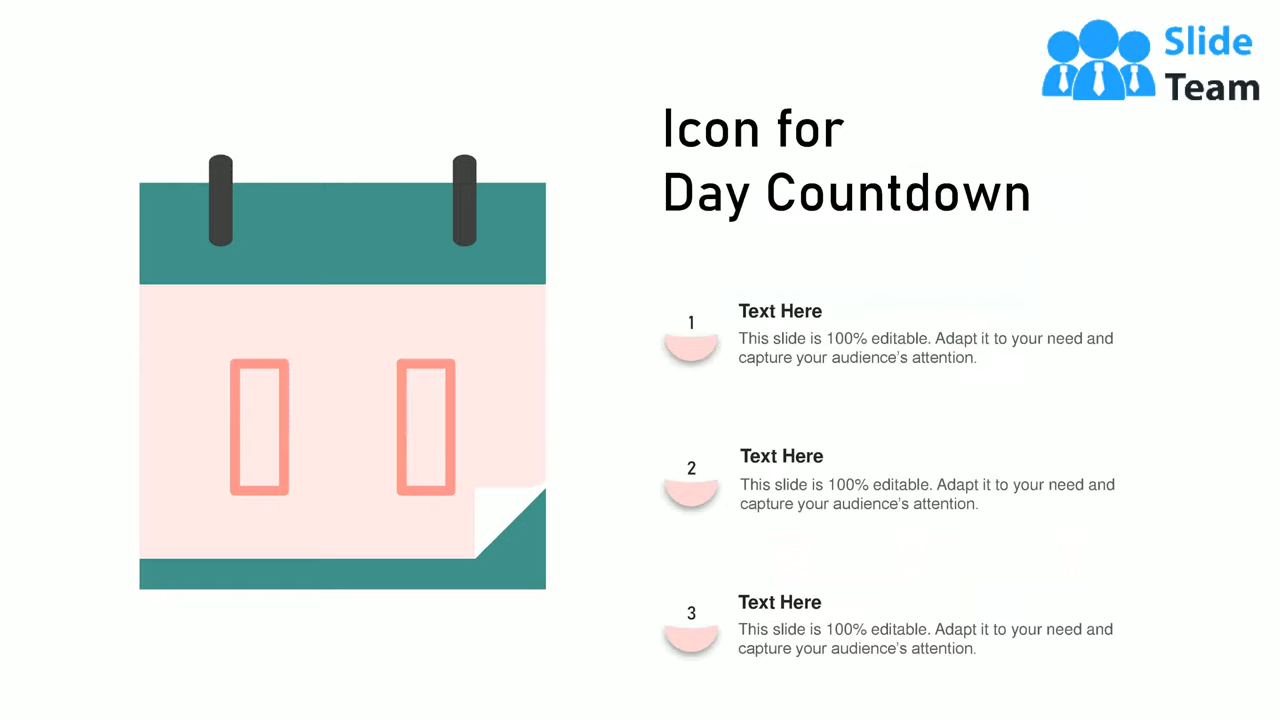 Slide
Team
Icon for
Day Countdown
1
Text Here
This slide is 100% editable. Adapt it to your need and
capture your audience's attention.
2
Text Here
This slide is 100% editable. Adapt it to your need and
capture your audience's attention.
3
Text Here
This slide is 100% editable. Adapt it to your need and
capture your audience's attention.